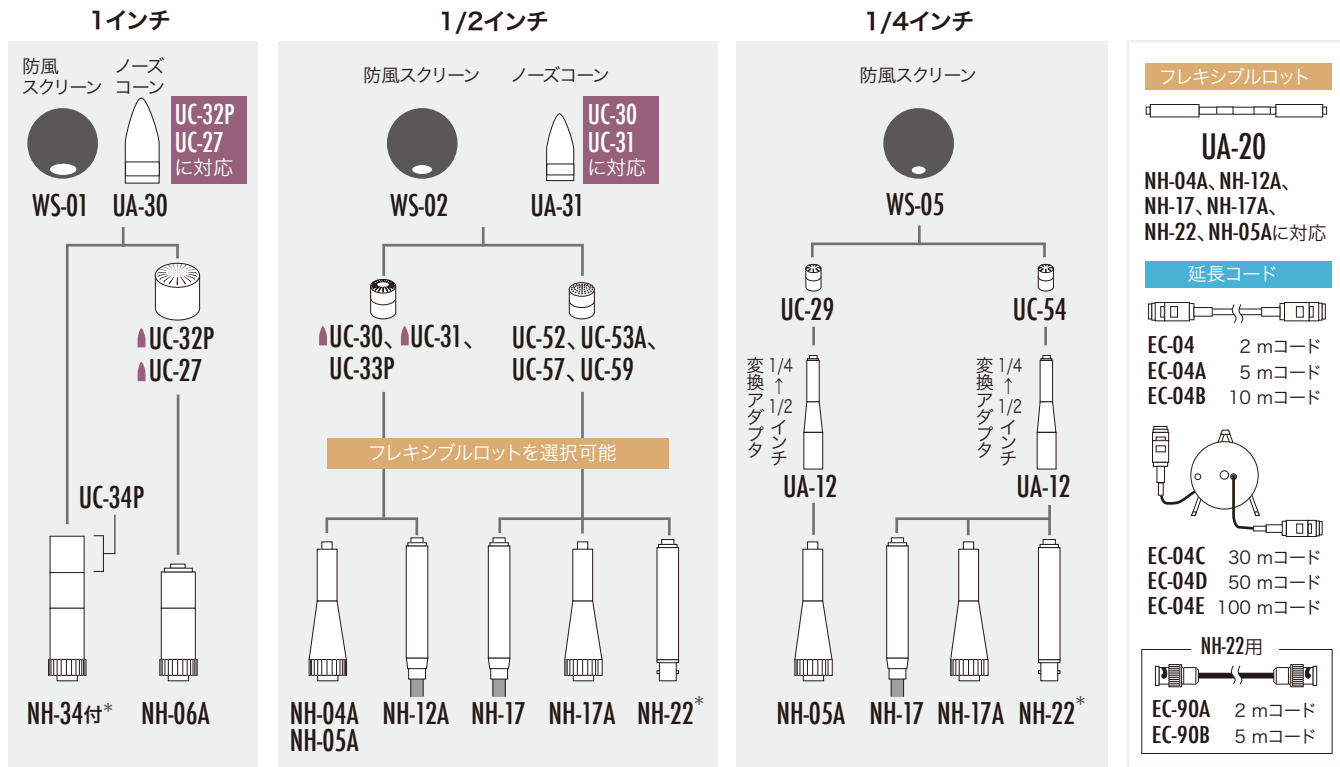 1インチ
防風
スクリーン
ノーズ
コーン
UC-32P
UC-27
に対応
WS-01
UA-30
UC-32P
UC-27
UC-34P
NH-34付*
NH-06A
1/2インチ
防風スクリーン
ノーズコーン
UC-30
UC-31
に対応
WS-02
UA-31
UC-30、UC-31、
UC-33P
UC-52、UC-53A、
UC-57、UC-59
フレキシブルロットを選択可能
NH-04A
NH-05A
NH-12A
NH-17
NH-17A
NH-22*
1/4インチ
防風スクリーン
WS-05
UC-29
UC-54
1/4→1/2インチ
変換アダプタ
1/4→1/2インチ
変換アダプタ
UA-12
UA-12
NH-05A
NH-17
NH-17A
NH-22*
フレキシブルロット
UA-20
NH-04A、NH-12A、
NH-17、NH-17A、
NH-22、NH-05Aに対応
延長コード
EC-04 2 mコード
EC-04A 5 mコード
EC-04B 10 mコード
EC-04C 30 mコード
EC-04D 50 mコード
EC-04E 100 mコード
NH-22用
EC-90A 2 mコード
EC-90B 5 mコード